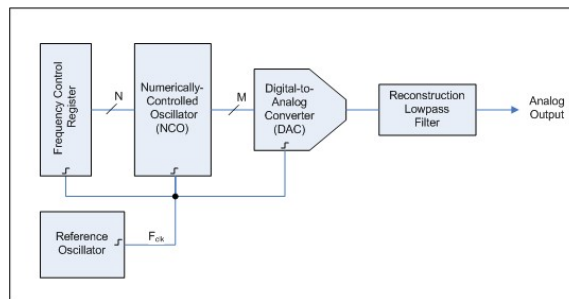 Frequency Control
Register
N
Numerically-
Controlled
Oscillator
(NCO)
M
Digital-to-
Analog
Converter
(DAC)
Reconstruction
Lowpass
Filter
Analog
Output
Reference
Oscillator
Fclk